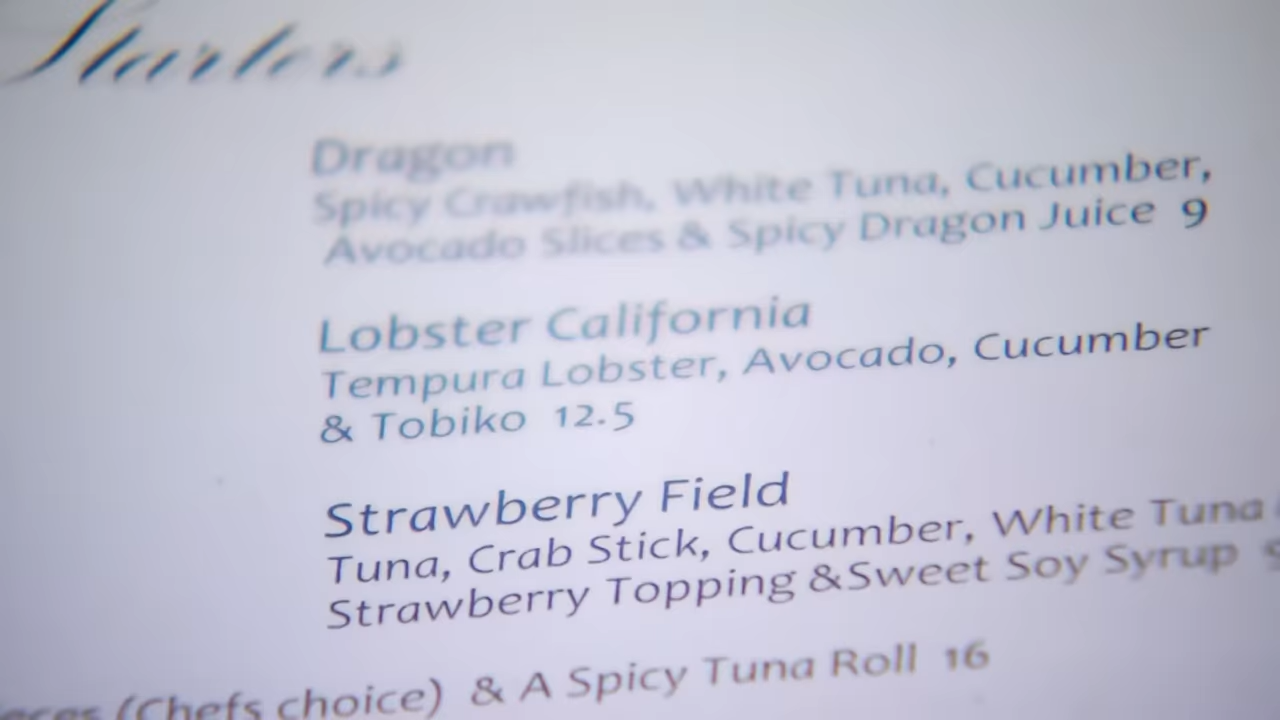 Starters
Dragon
Spicy Crawfish, White Tuna, Cucumber,
Avocado Slices & Spicy Dragon Juice 9
Lobster California
Tempura Lobster, Avocado, Cucumber
& Tobiko 12.5
Strawberry Field
Tuna, Crab Stick, Cucumber, White Tuna
Strawberry Topping &Sweet Soy Syrup
(Chefs choice) & A Spicy Tuna Roll 16